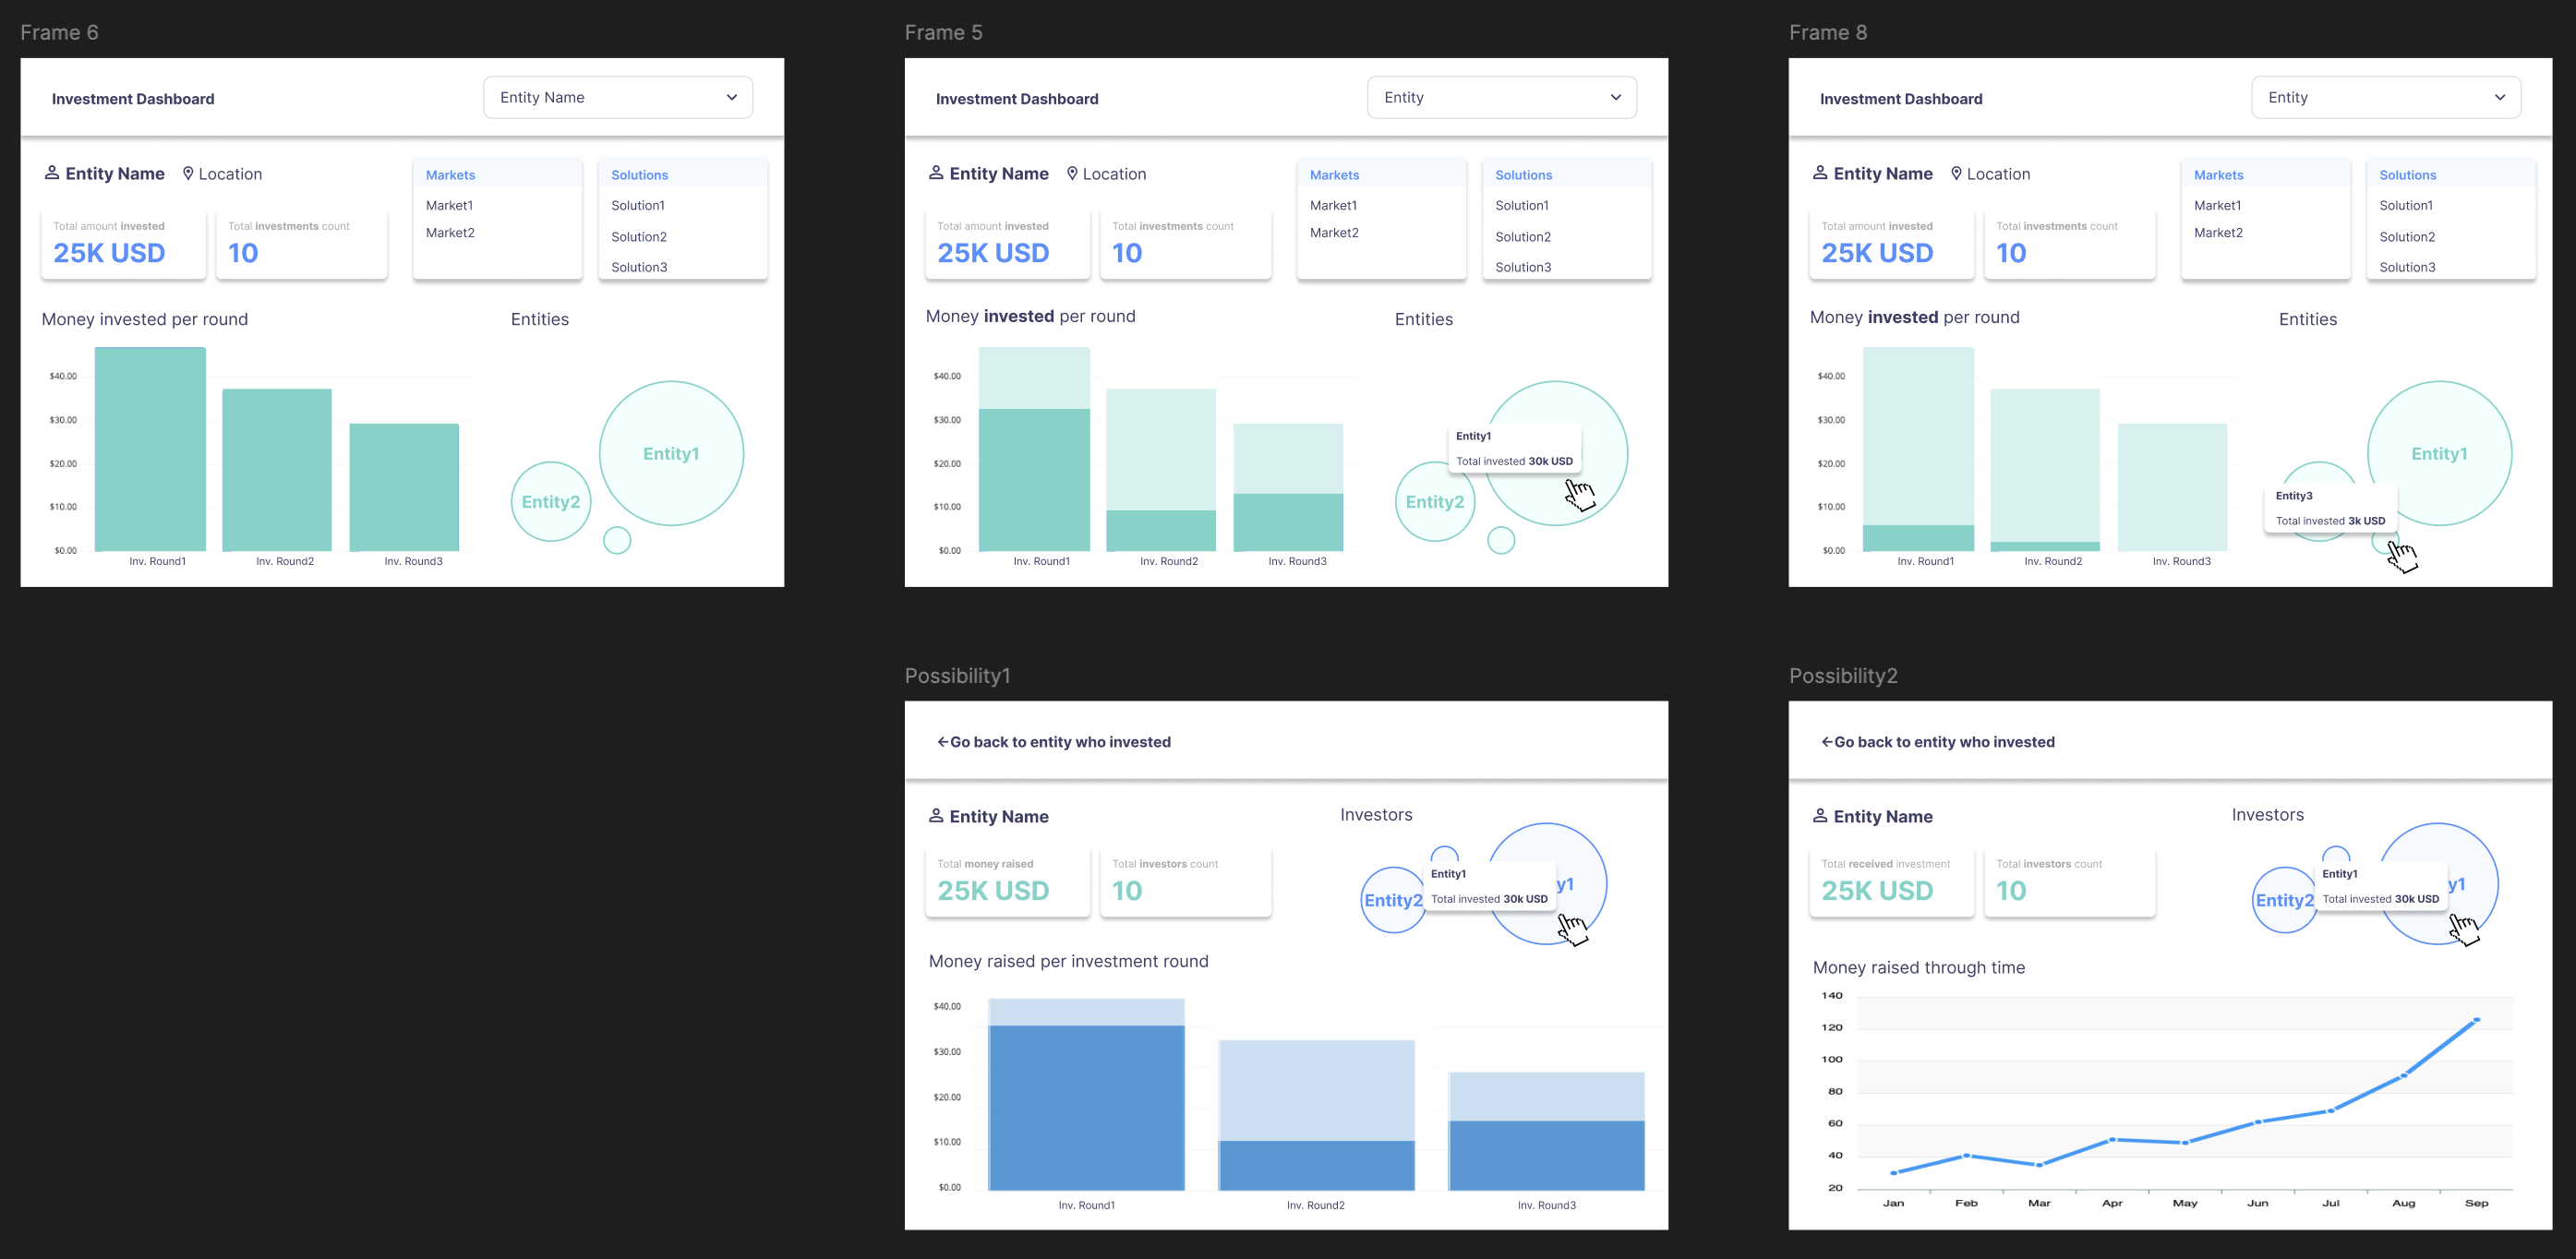 Frame 6
Investment Dashboard
Entity Name
Entity Name
Location
Total amount invested
25K USD
Total investments count
10
Markets
Market1
Market2
Solutions
Solution1
Solution2
Solution3
Money invested per round
$40.00
$30.00
$20.00
$10.00
$0.00
Inv. Round1
Inv. Round2
Inv. Round3
Entities
Entity1
Entity2
Frame 5
Investment Dashboard
Entity
Entity Name
Location
Total amount invested
25K USD
Total investments count
10
Markets
Market1
Market2
Solutions
Solution1
Solution2
Solution3
Money invested per round
$40.00
$30.00
$20.00
$10.00
$0.00
Inv. Round1
Inv. Round2
Inv. Round3
Entities
Entity1
Total invested 30k USD
Entity2
Frame 8
Investment Dashboard
Entity
Entity Name
Location
Total amount invested
25K USD
Total investments count
10
Markets
Market1
Market2
Solutions
Solution1
Solution2
Solution3
Money invested per round
$40.00
$30.00
$20.00
$10.00
$0.00
Inv. Round1
Inv. Round2
Inv. Round3
Entities
Entity1
Entity3
Total invested 3k USD
Possibility1
←Go back to entity who invested
Entity Name
Total money raised
25K USD
Total investors count
10
Investors
Entity1
Total invested 30k USD
Entity2
y1
Money raised per investment round
$40.00
$30.00
$20.00
$10.00
$0.00
Inv. Round1
Inv. Round2
Inv. Round3
Possibility2
←Go back to entity who invested
Entity Name
Total received investment
25K USD
Total investors count
10
Investors
Entity1
Total invested 30k USD
Entity2
y1
Money raised through time
140
120
100
80
60
40
20
Jan
Feb
Mar
Apr
May
Jun
Jul
Aug
Sep